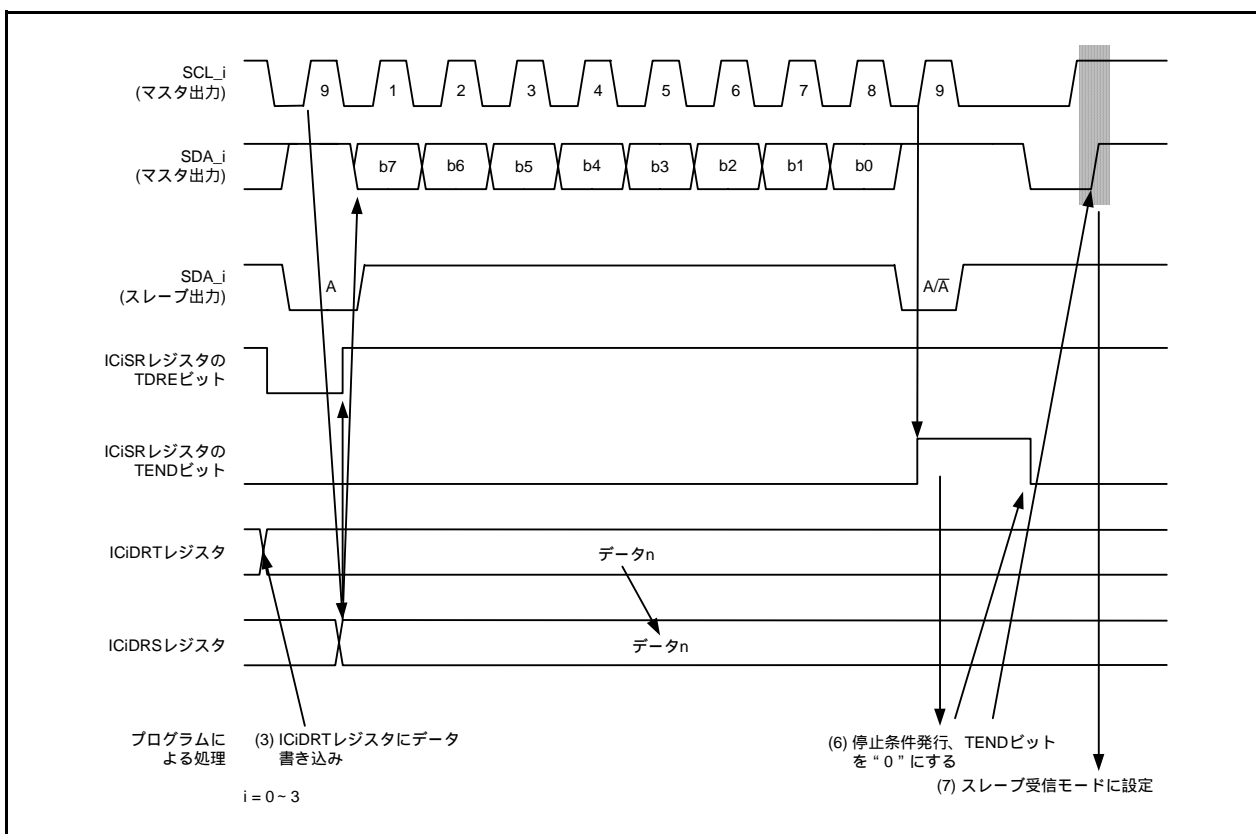 SCL_i
(マスタ出力)
9 1 2 3 4 5 6 7 8 9
SDA_i
(マスタ出力)
b7 b6 b5 b4 b3 b2 b1 b0
SDA_i
(スレーブ出力)
A A/A̅
ICiSRレジスタの
TDREビット
ICiSRレジスタの
TENDビット
ICiDRTレジスタ
データn
ICiDRSレジスタ
データn
プログラムに
よる処理
(3) ICiDRTレジスタにデータ
書き込み
(6) 停止条件発行、TENDビット
を “ 0 ” にする
(7) スレーブ受信モードに設定
i = 0 ~ 3